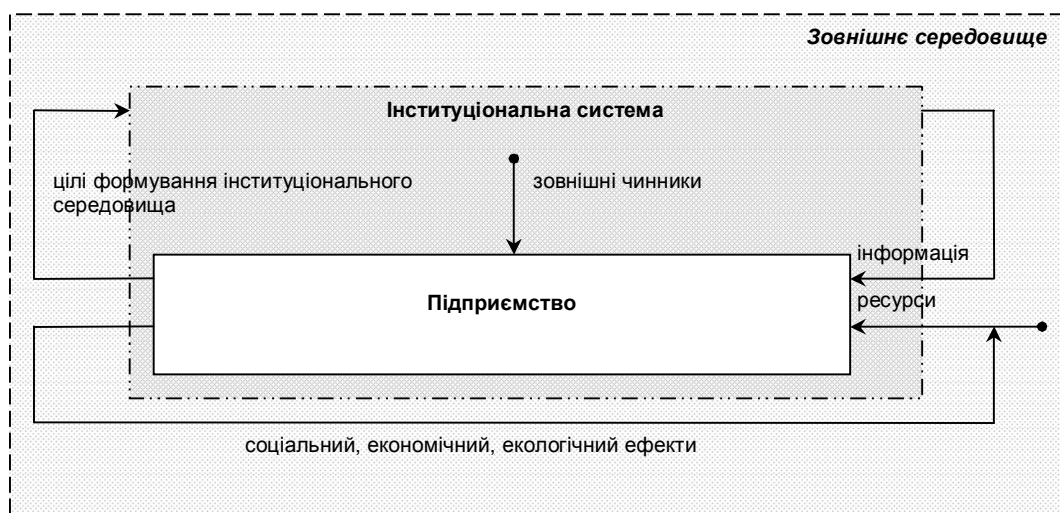 Зовнішнє середовище
Інституціональна система
цілі формування інституціонального
середовища
зовнішні чинники
інформація
Підприємство
ресурси
соціальний, економічний, екологічний ефекти